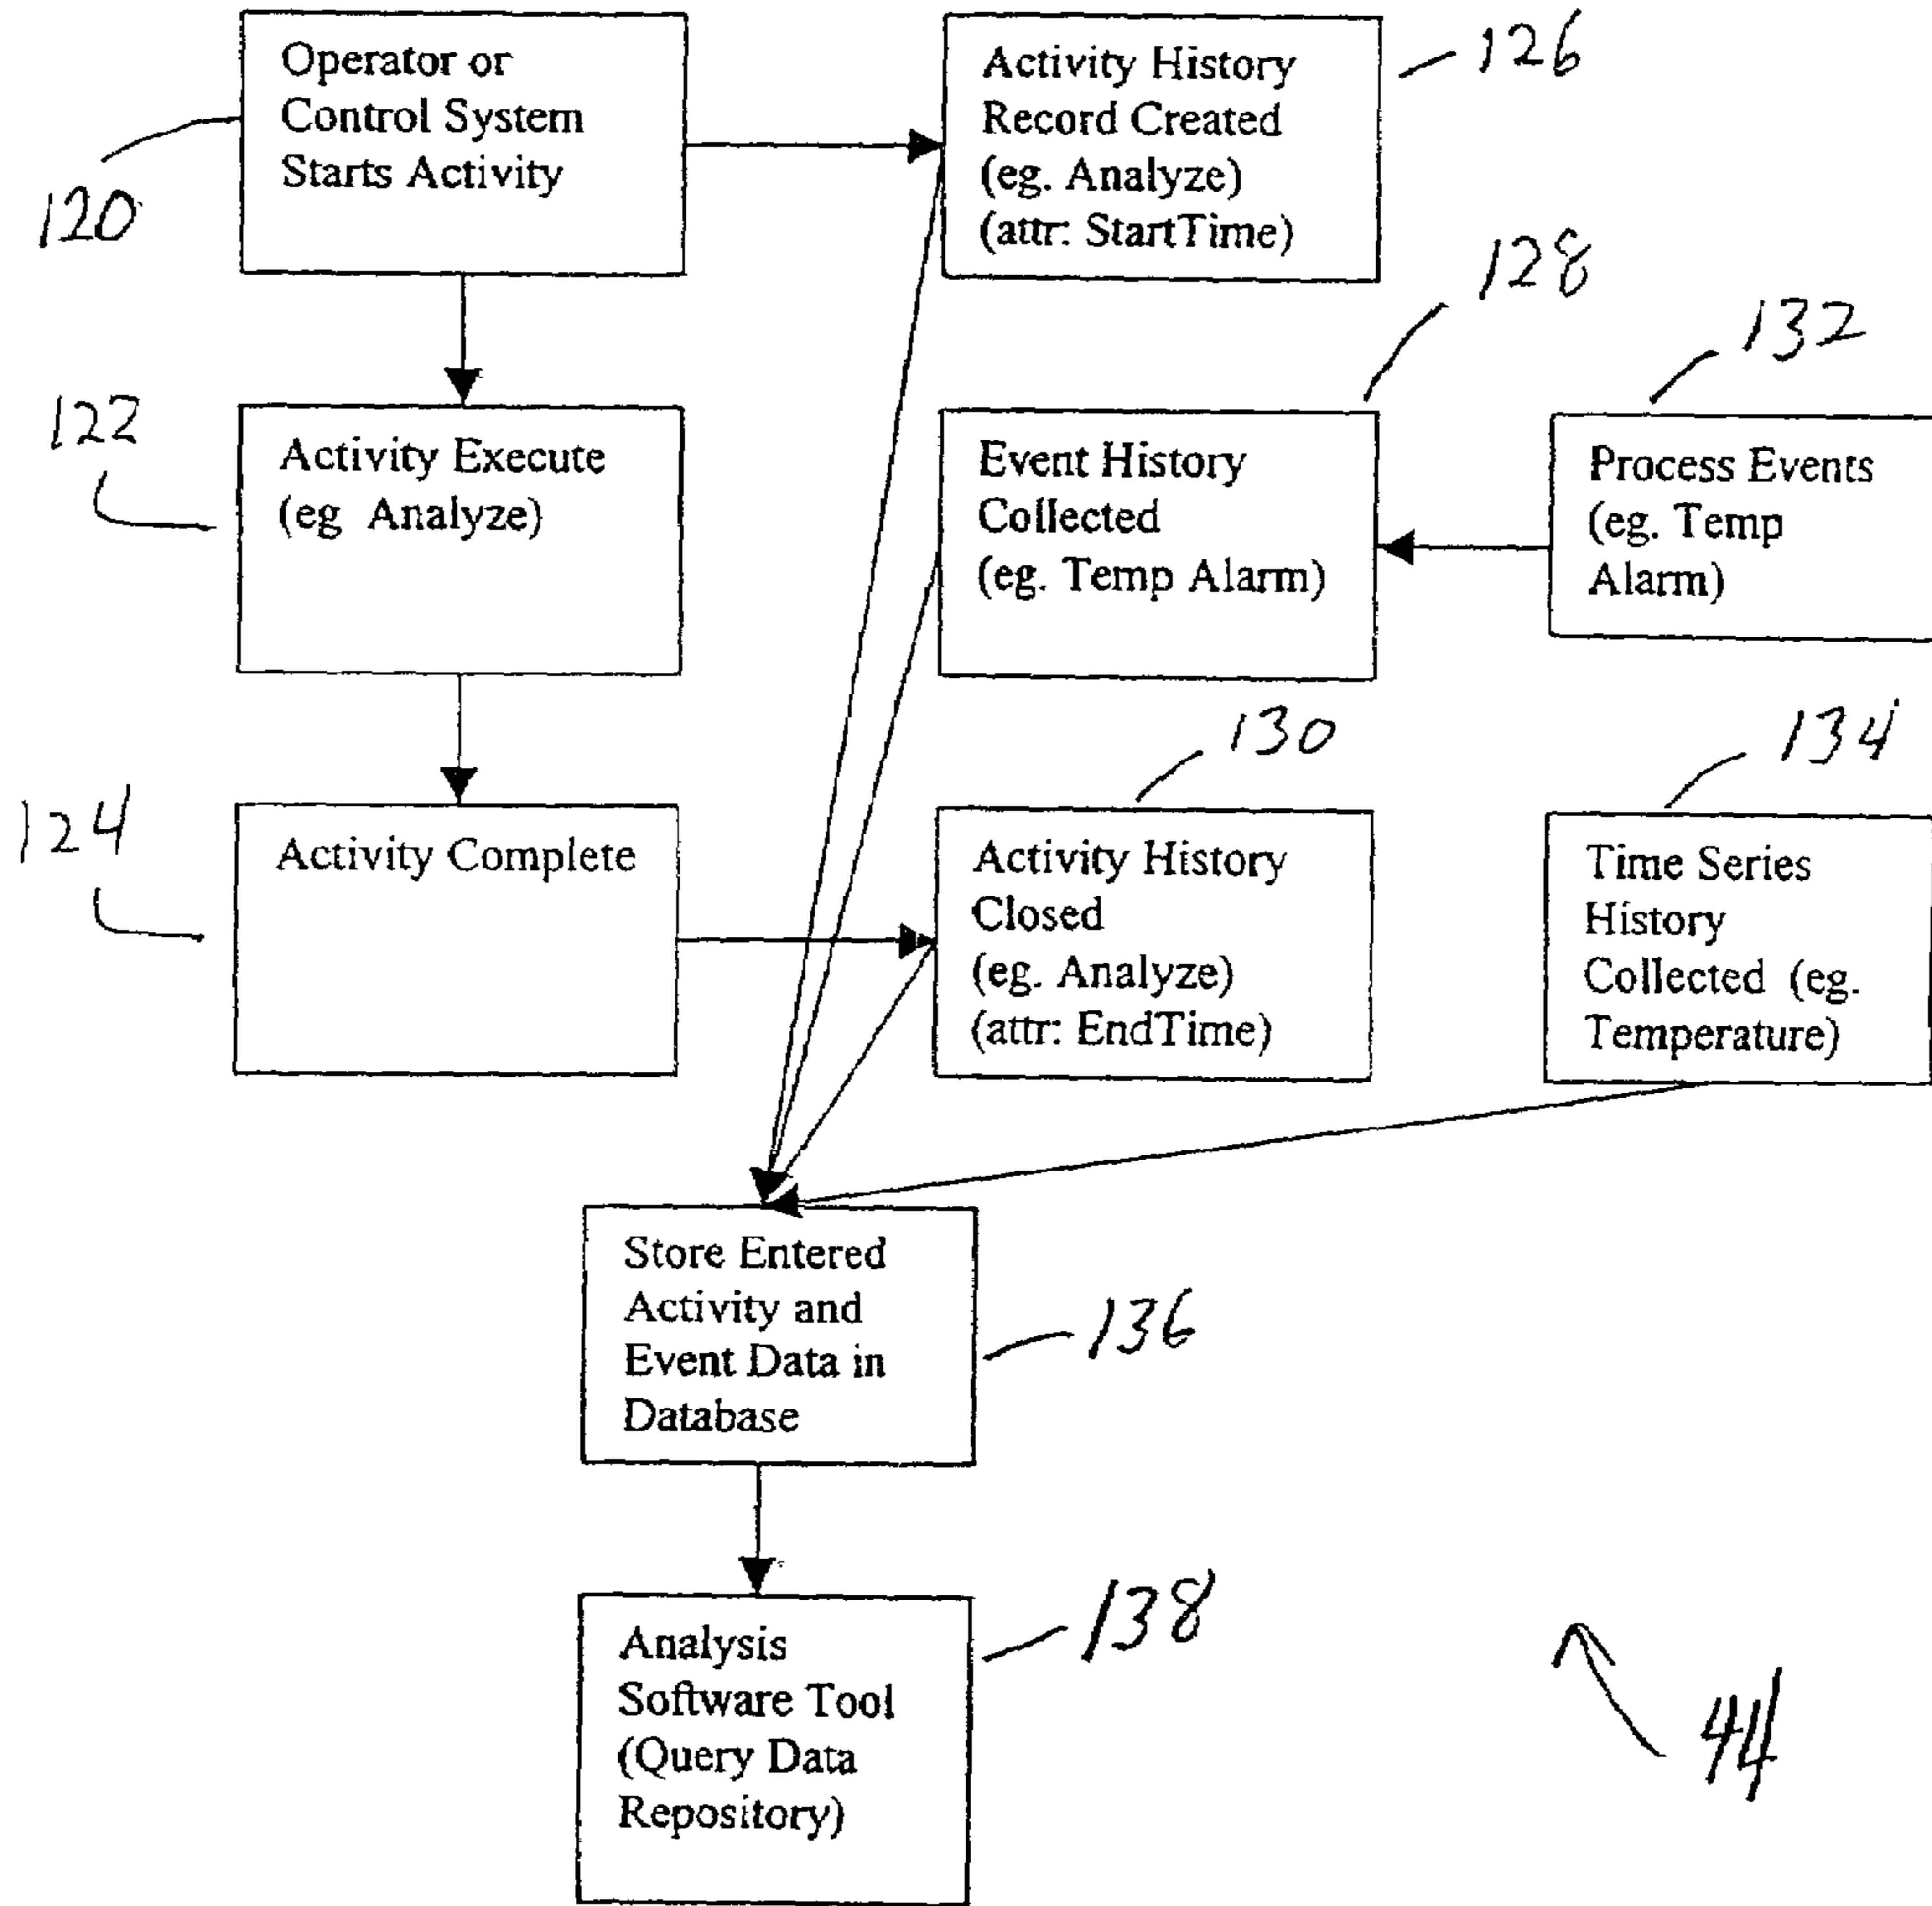 Operator or
Control System
Starts Activity
120
Activity History
Record Created
(eg. Analyze)
(attr: StartTime)
126
Activity Execute
(eg Analyze)
122
Event History
Collected
(eg. Temp Alarm)
128
Process Events
(eg. Temp
Alarm)
132
Activity Complete
124
Activity History
Closed
(eg. Analyze)
(attr: EndTime)
130
Time Series
History
Collected (eg.
Temperature)
134
Store Entered
Activity and
Event Data in
Database
136
Analysis
Software Tool
(Query Data
Repository)
138
44